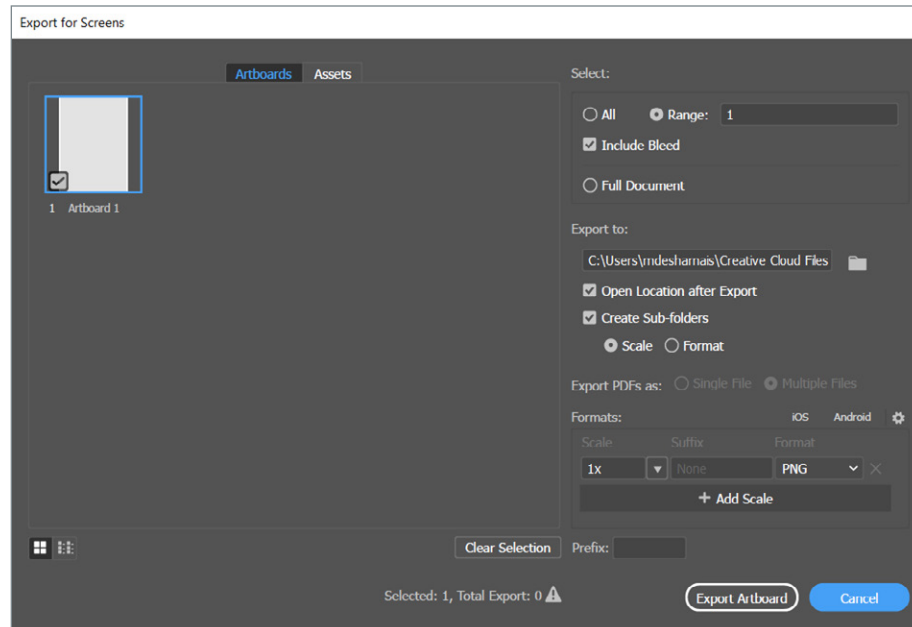 Export for Screens
Artboards Assets
1 Artboard 1
Clear Selection
Selected: 1, Total Export: 0
Select:
All Range: 1
Include Bleed
Full Document
Export to:
C:\Users\mdesharnais\Creative Cloud Files
Open Location after Export
Create Sub-folders
Scale Format
Export PDFs as: Single File Multiple Files
Formats: iOS Android
Scale Suffix Format
1x None PNG
+ Add Scale
Prefix:
Export Artboard Cancel